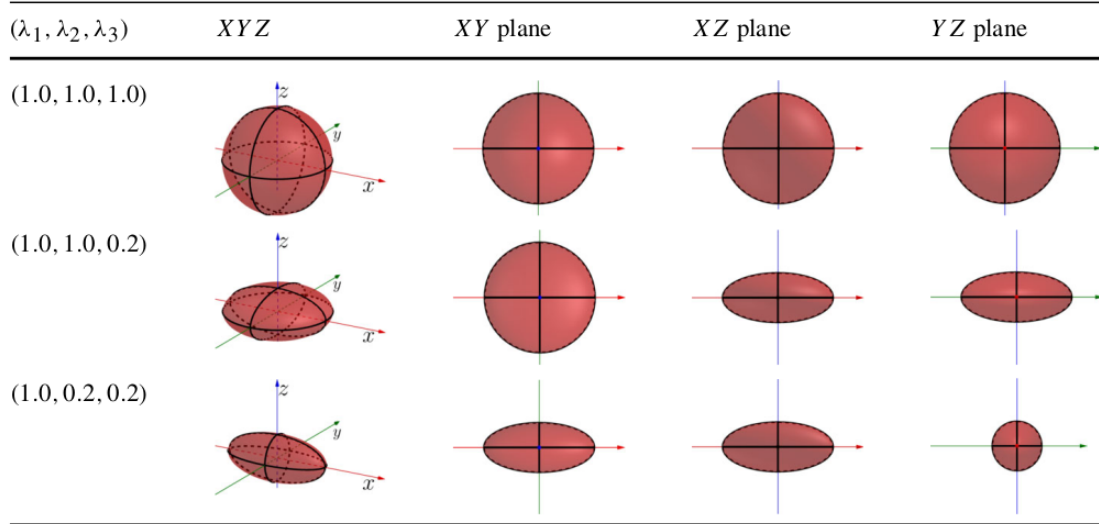 (λ₁, λ₂, λ₃) XYZ XY plane XZ plane YZ plane
(1.0, 1.0, 1.0)
z
y
x
(1.0, 1.0, 0.2)
z
y
x
(1.0, 0.2, 0.2)
z
y
x